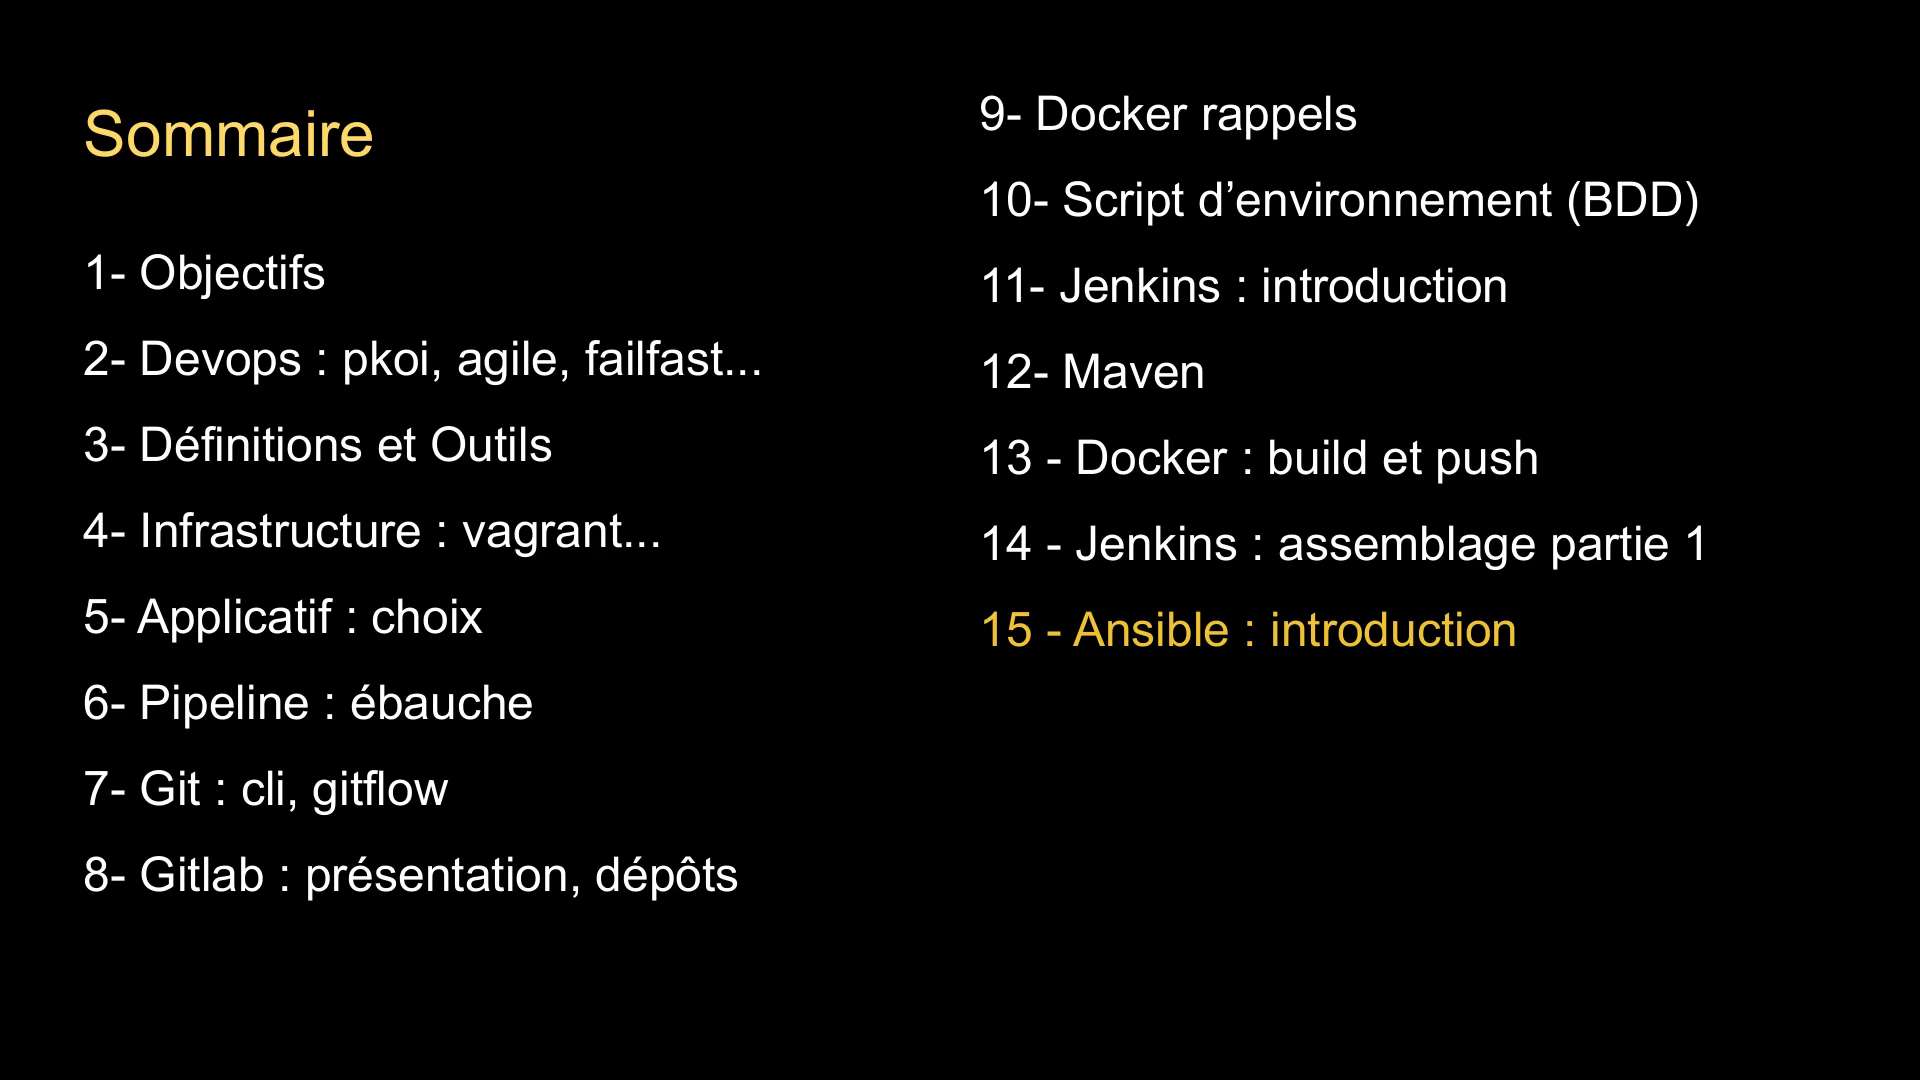 Sommaire
1- Objectifs
2- Devops : pkoi, agile, failfast...
3- Définitions et Outils
4- Infrastructure : vagrant...
5- Applicatif : choix
6- Pipeline : ébauche
7- Git : cli, gitflow
8- Gitlab : présentation, dépôts
9- Docker rappels
10- Script d’environnement (BDD)
11- Jenkins : introduction
12- Maven
13 - Docker : build et push
14 - Jenkins : assemblage partie 1
15 - Ansible : introduction